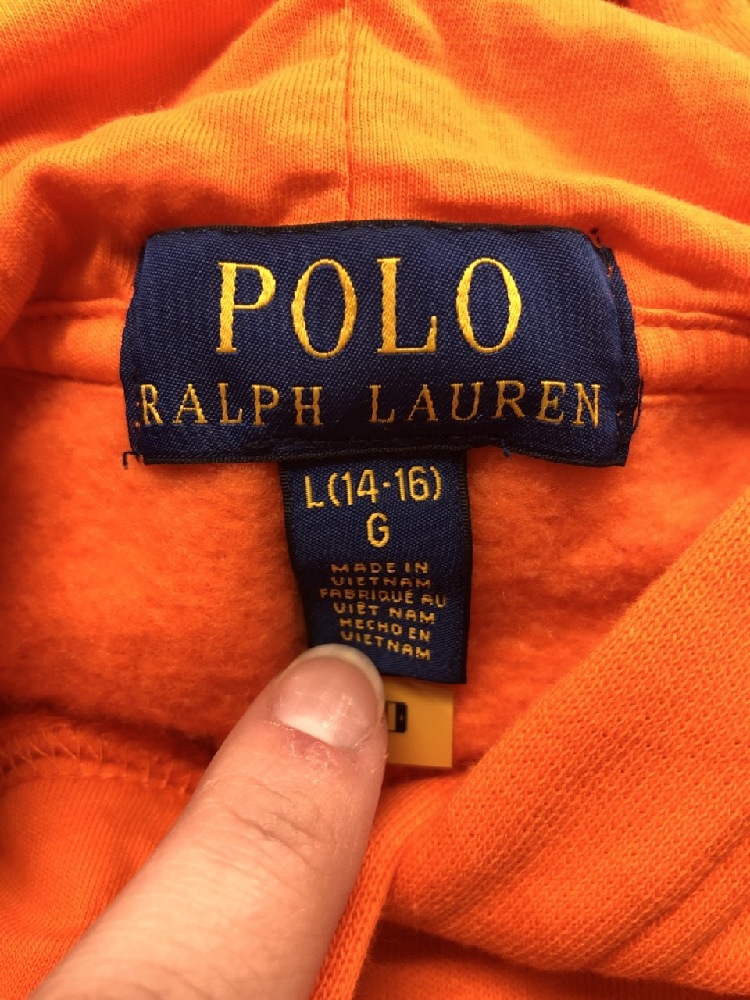 POLO
RALPH LAUREN
L(14-16)
G
MADE IN
VIETNAM
FABRIQUÉ AU
VIÊT NAM
HECHO EN
VIETNAM